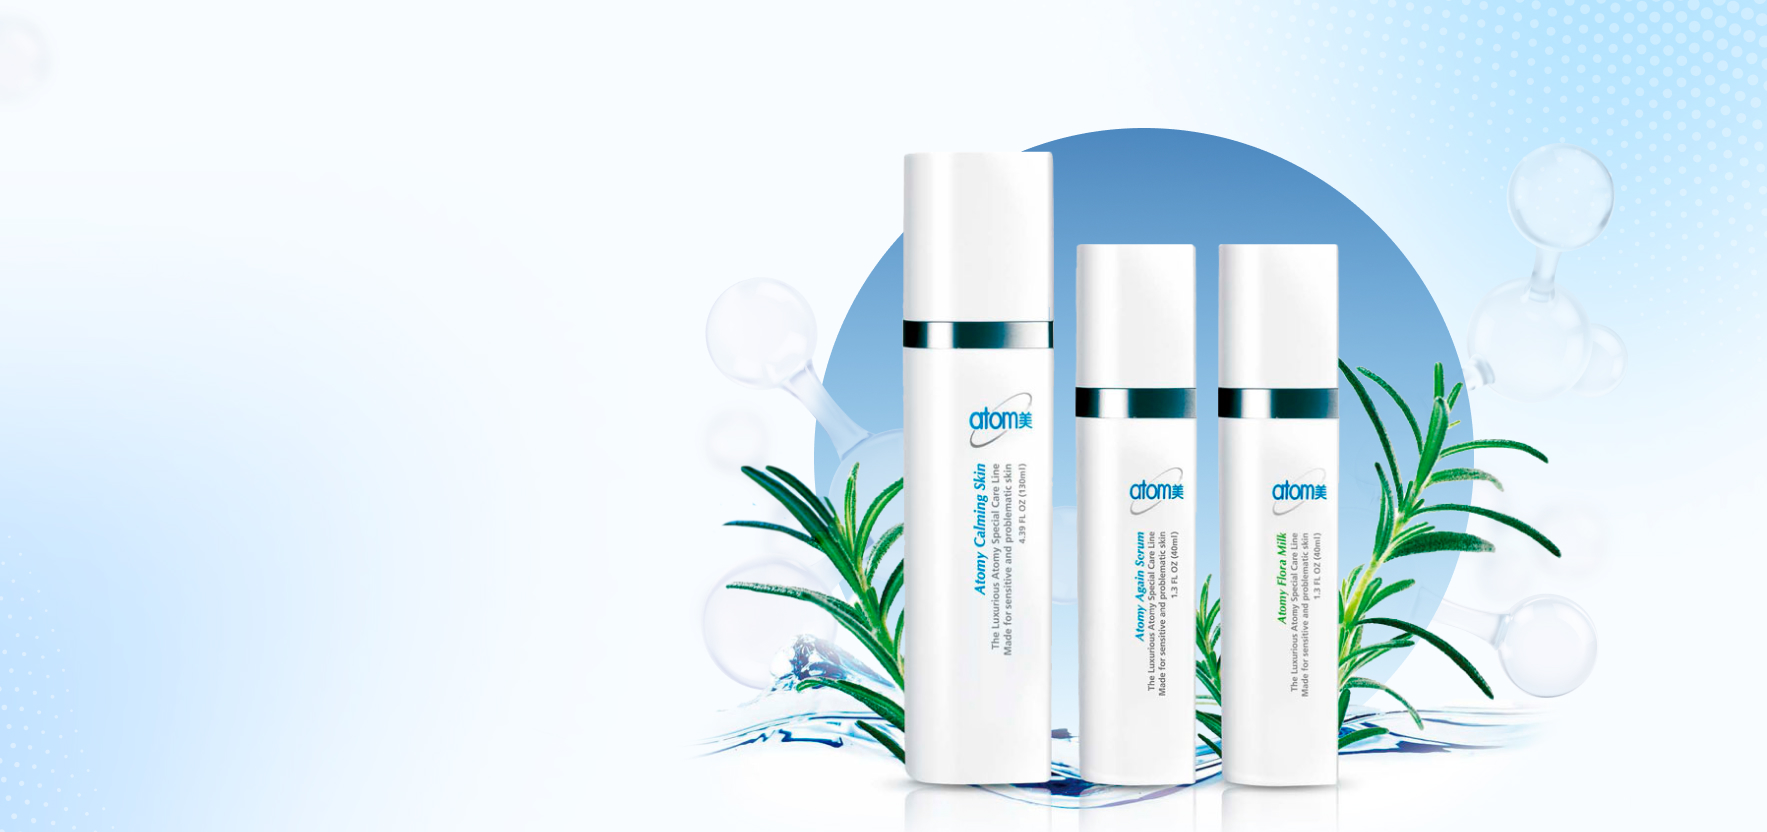 atom美
Atomy Calming Skin
The Luxurious Atomy Special Care Line
Made for sensitive and problematic skin
4.39 FL OZ (130ml)
atom美
Atomy Again Serum
The Luxurious Atomy Special Care Line
Made for sensitive and problematic skin
1.3 FL OZ (40ml)
atom美
Atomy Flora Milk
The Luxurious Atomy Special Care Line
Made for sensitive and problematic skin
1.3 FL OZ (40ml)